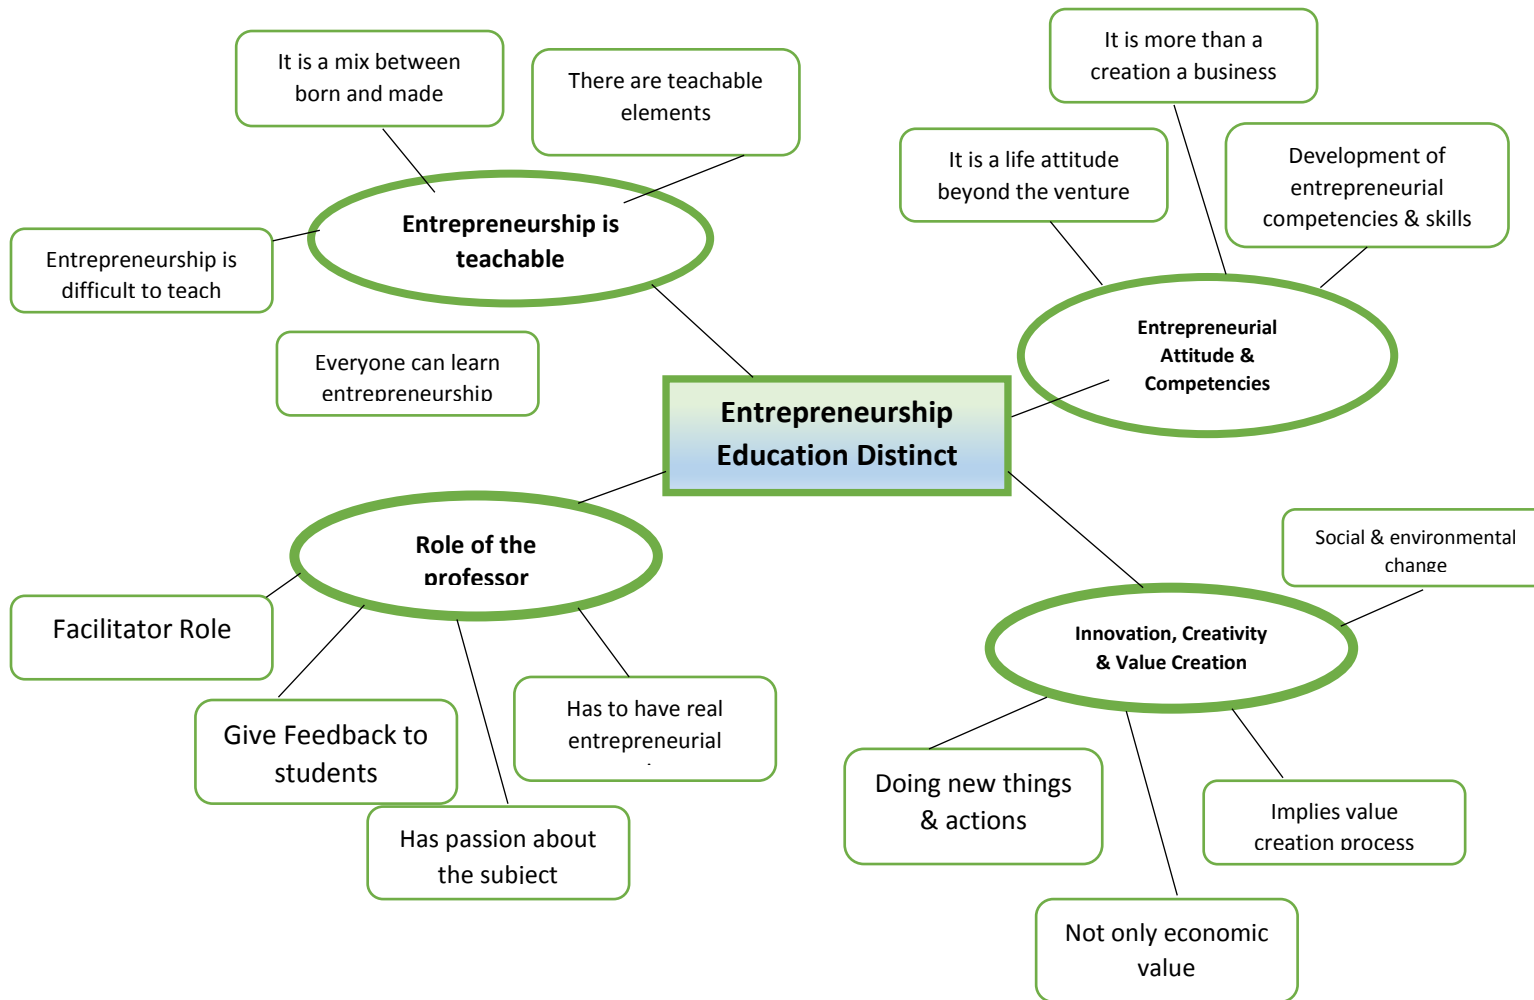 It is a mix between
born and made
There are teachable
elements
Entrepreneurship is
teachable
Entrepreneurship is
difficult to teach
Everyone can learn
entrepreneurship
It is more than a
creation a business
It is a life attitude
beyond the venture
Development of
entrepreneurial
competencies & skills
Entrepreneurial
Attitude &
Competencies
Entrepreneurship
Education Distinct
Role of the
professor
Facilitator Role
Give Feedback to
students
Has passion about
the subject
Has to have real
entrepreneurial
Social & environmental
change
Innovation, Creativity
& Value Creation
Doing new things
& actions
Implies value
creation process
Not only economic
value